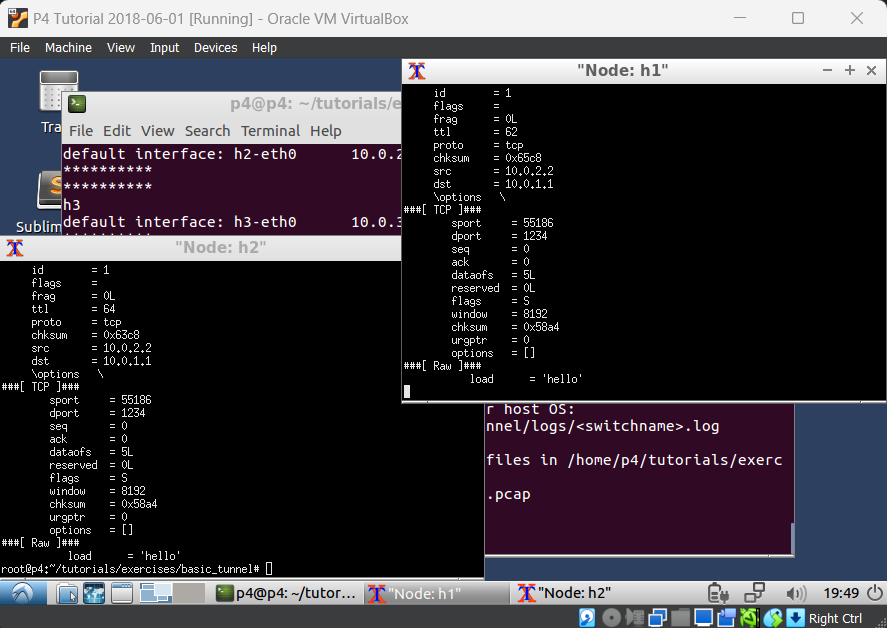 P4 Tutorial 2018-06-01 [Running] - Oracle VM VirtualBox
File Machine View Input Devices Help
Tra
Sublim
p4@p4: ~/tutorials/e
File Edit View Search Terminal Help
default interface: h2-eth0 10.0.2
**********
**********
h3
default interface: h3-eth0 10.0.3
"Node: h1"
id = 1
flags =
frag = 0L
ttl = 62
proto = tcp
chksum = 0x65c8
src = 10.0.2.2
dst = 10.0.1.1
\options \
###[ TCP ]###
sport = 55186
dport = 1234
seq = 0
ack = 0
dataofs = 5L
reserved = 0L
flags = S
window = 8192
chksum = 0x58a4
urgptr = 0
options = []
###[ Raw ]###
load = 'hello'
"Node: h2"
id = 1
flags =
frag = 0L
ttl = 64
proto = tcp
chksum = 0x63c8
src = 10.0.2.2
dst = 10.0.1.1
\options \
###[ TCP ]###
sport = 55186
dport = 1234
seq = 0
ack = 0
dataofs = 5L
reserved = 0L
flags = S
window = 8192
chksum = 0x58a4
urgptr = 0
options = []
###[ Raw ]###
load = 'hello'
root@p4:~/tutorials/exercises/basic_tunnel#
r host OS:
nnel/logs/<switchname>.log
files in /home/p4/tutorials/exerc
.pcap
p4@p4: ~/tutor... "Node: h1" "Node: h2" 19:49
Right Ctrl